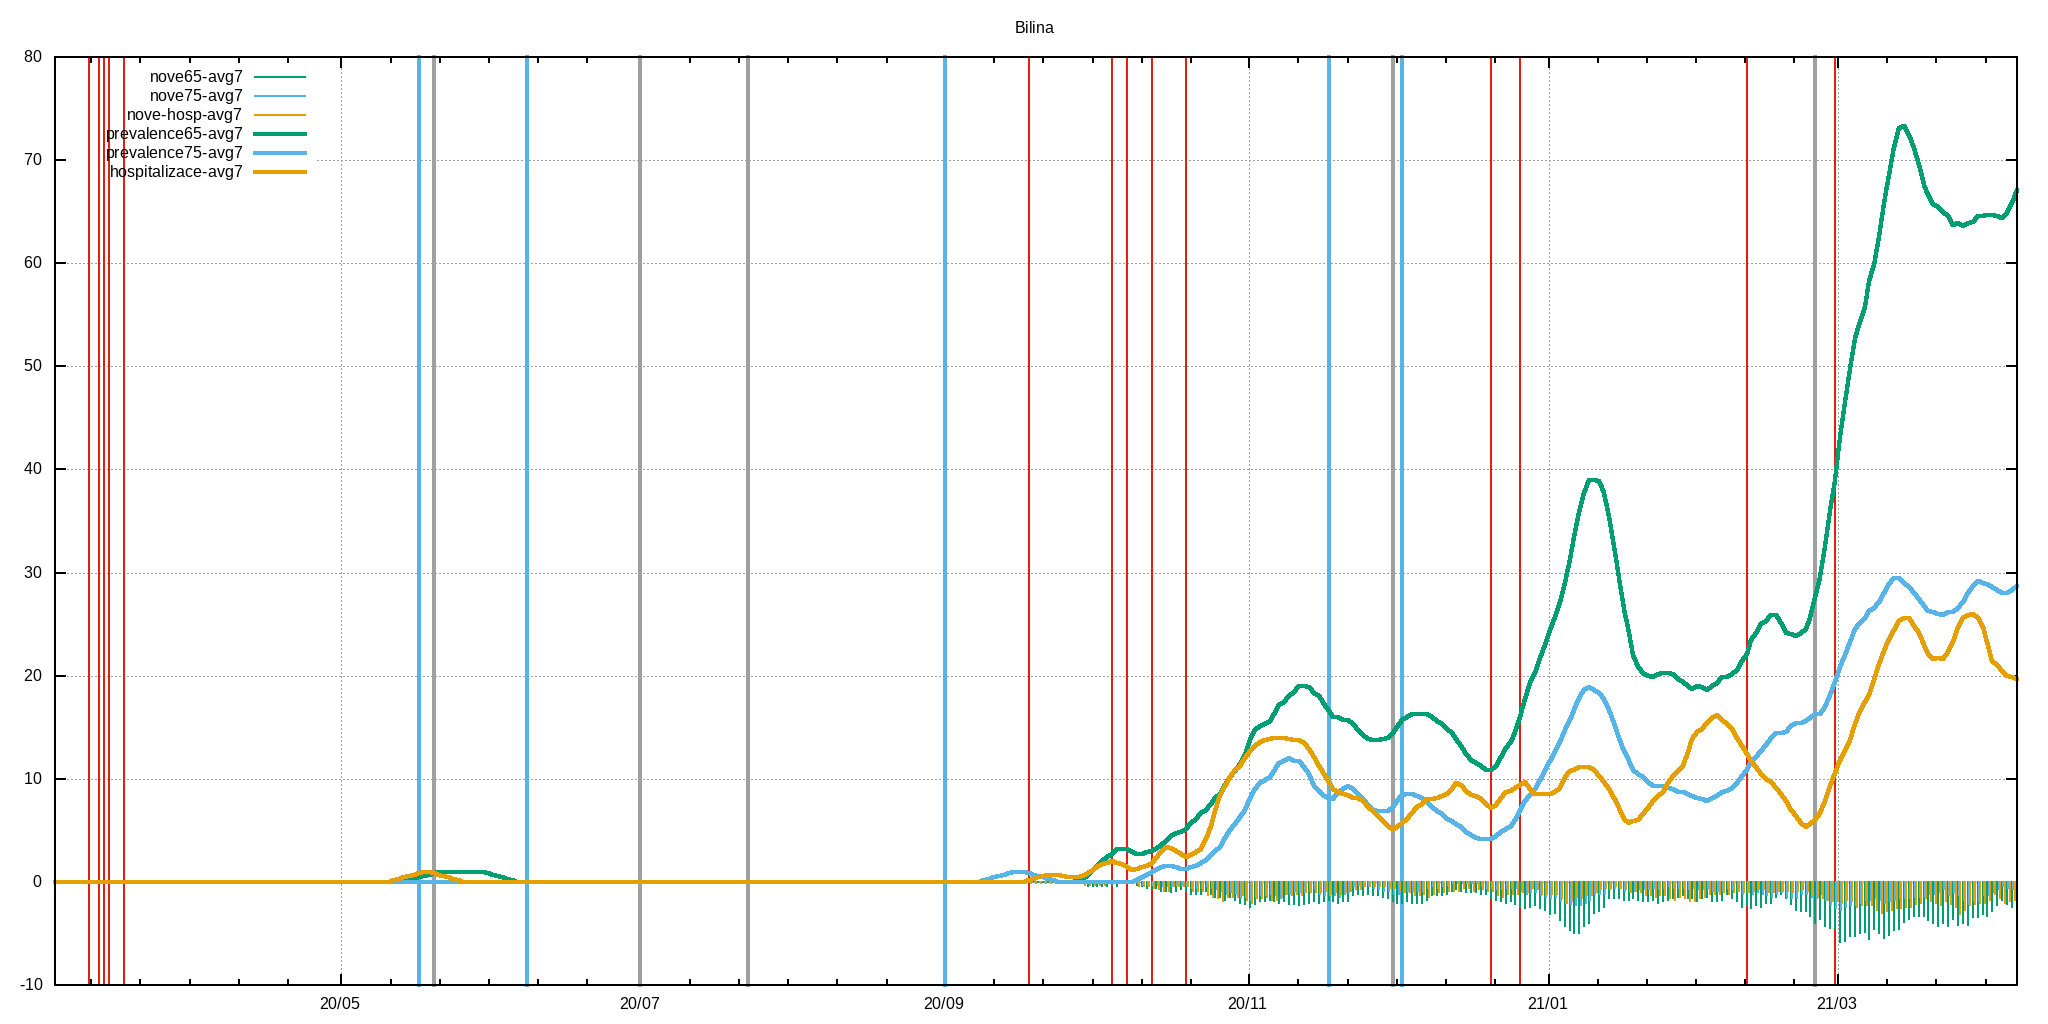 Bilina
80
nove65-avg7
nove75-avg7
nove-hosp-avg7
prevalence65-avg7
prevalence75-avg7
hospitalizace-avg7
70
60
50
40
30
20
10
0
-10
20/05
20/07
20/09
20/11
21/01
21/03